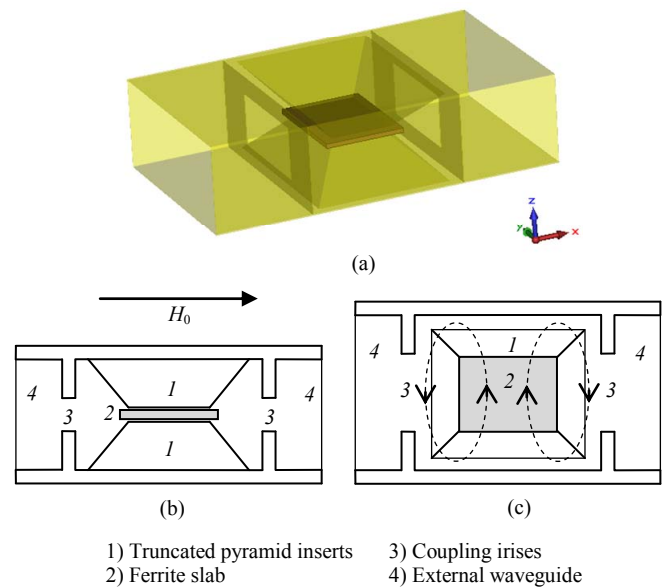 z
y
x
(a)
H0
4
1
3
2
3
4
1
(b)
4
1
4
3
2
3
(c)
1) Truncated pyramid inserts 3) Coupling irises
2) Ferrite slab 4) External waveguide